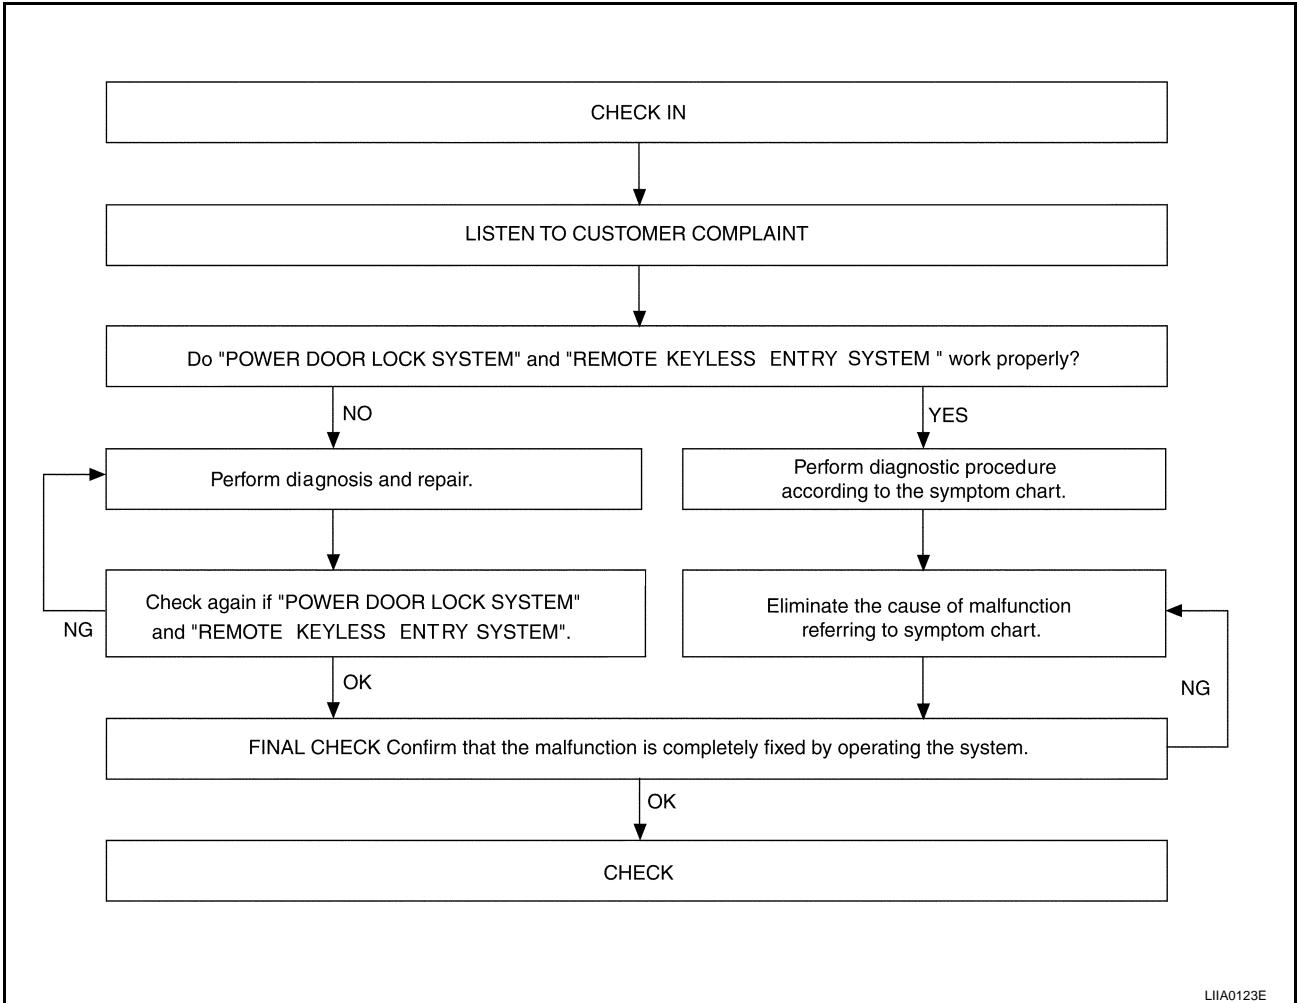 CHECK IN
LISTEN TO CUSTOMER COMPLAINT
Do "POWER DOOR LOCK SYSTEM" and "REMOTE KEYLESS ENTRY SYSTEM " work properly?
NO
YES
Perform diagnosis and repair.
Perform diagnostic procedure
according to the symptom chart.
Check again if "POWER DOOR LOCK SYSTEM"
and "REMOTE KEYLESS ENTRY SYSTEM".
NG
Eliminate the cause of malfunction
referring to symptom chart.
OK
NG
FINAL CHECK Confirm that the malfunction is completely fixed by operating the system.
OK
CHECK
LIIA0123E